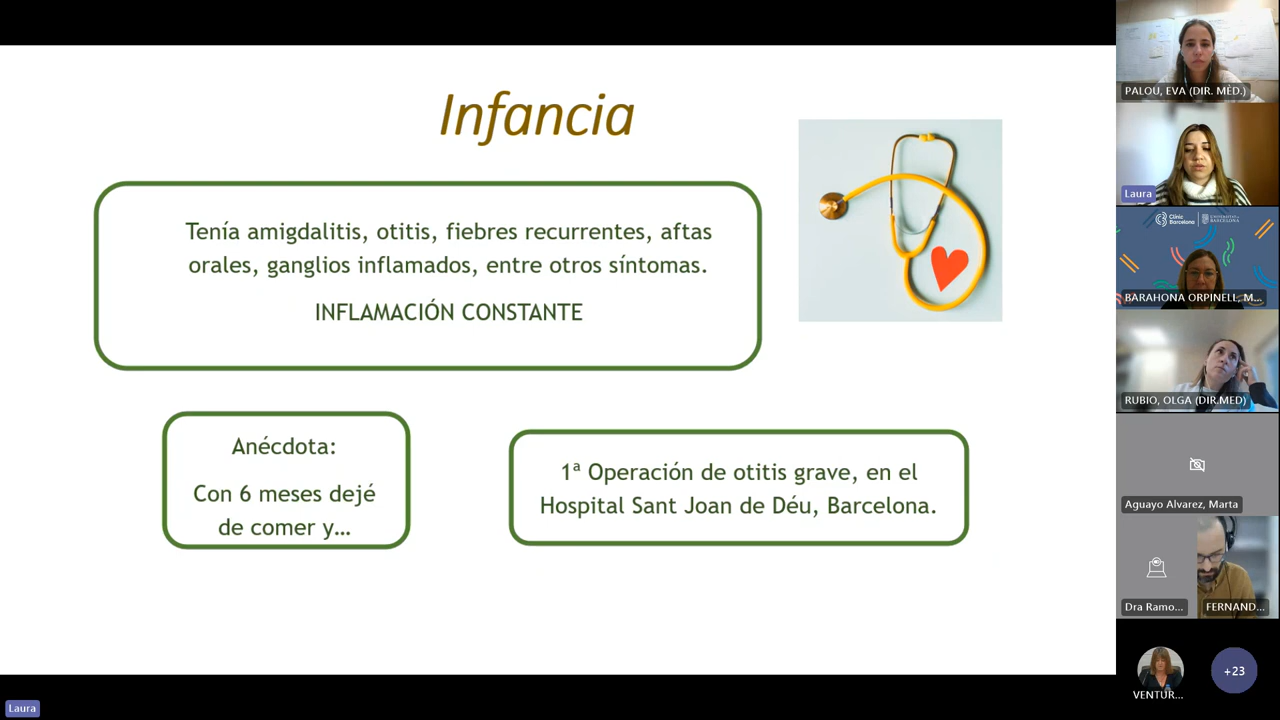 Infancia
Tenía amigdalitis, otitis, fiebres recurrentes, aftas
orales, ganglios inflamados, entre otros síntomas.
INFLAMACIÓN CONSTANTE
Anécdota:
Con 6 meses dejé
de comer y…
1ª Operación de otitis grave, en el
Hospital Sant Joan de Déu, Barcelona.
PALOU, EVA (DIR. MÈD.)
Laura
Clínic
Barcelona
UNIVERSITAT DE
BARCELONA
BARAHONA ORPINELL, M...
RUBIO, OLGA (DIR.MED)
Aguayo Alvarez, Marta
Dra Ramo...
FERNAND...
VENTUR...
+23
Laura